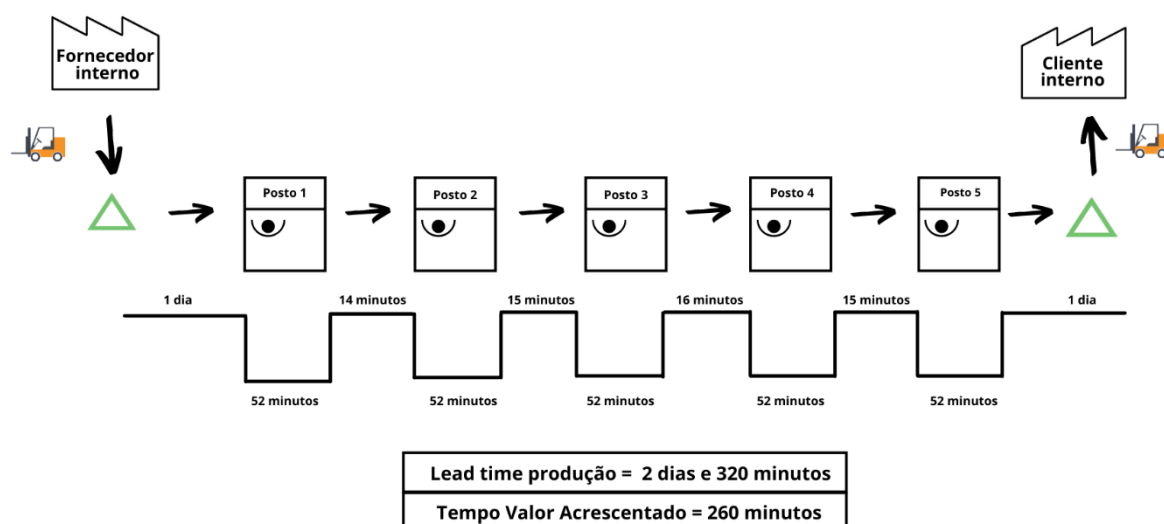 Fornecedor
interno
Cliente
interno
Posto 1
Posto 2
Posto 3
Posto 4
Posto 5
1 dia
14 minutos
15 minutos
16 minutos
15 minutos
1 dia
52 minutos
52 minutos
52 minutos
52 minutos
52 minutos
Lead time produção = 2 dias e 320 minutos
Tempo Valor Acrescentado = 260 minutos